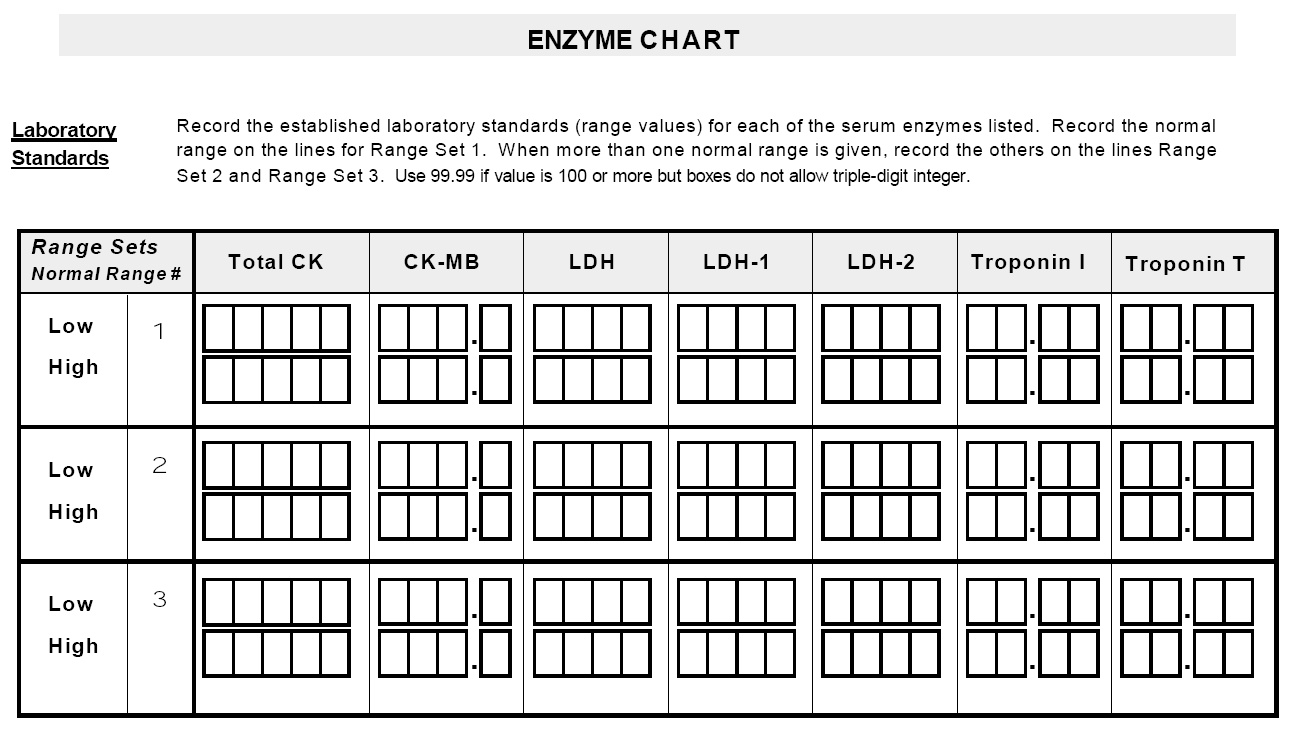 ENZYME CHART
Laboratory
Standards
Record the established laboratory standards (range values) for each of the serum enzymes listed. Record the normal
range on the lines for Range Set 1. When more than one normal range is given, record the others on the lines Range
Set 2 and Range Set 3. Use 99.99 if value is 100 or more but boxes do not allow triple-digit integer.
Range Sets
Normal Range #
Total CK
CK-MB
LDH
LDH-1
LDH-2
Troponin I
Troponin T
Low
1
High
Low
2
High
Low
3
High